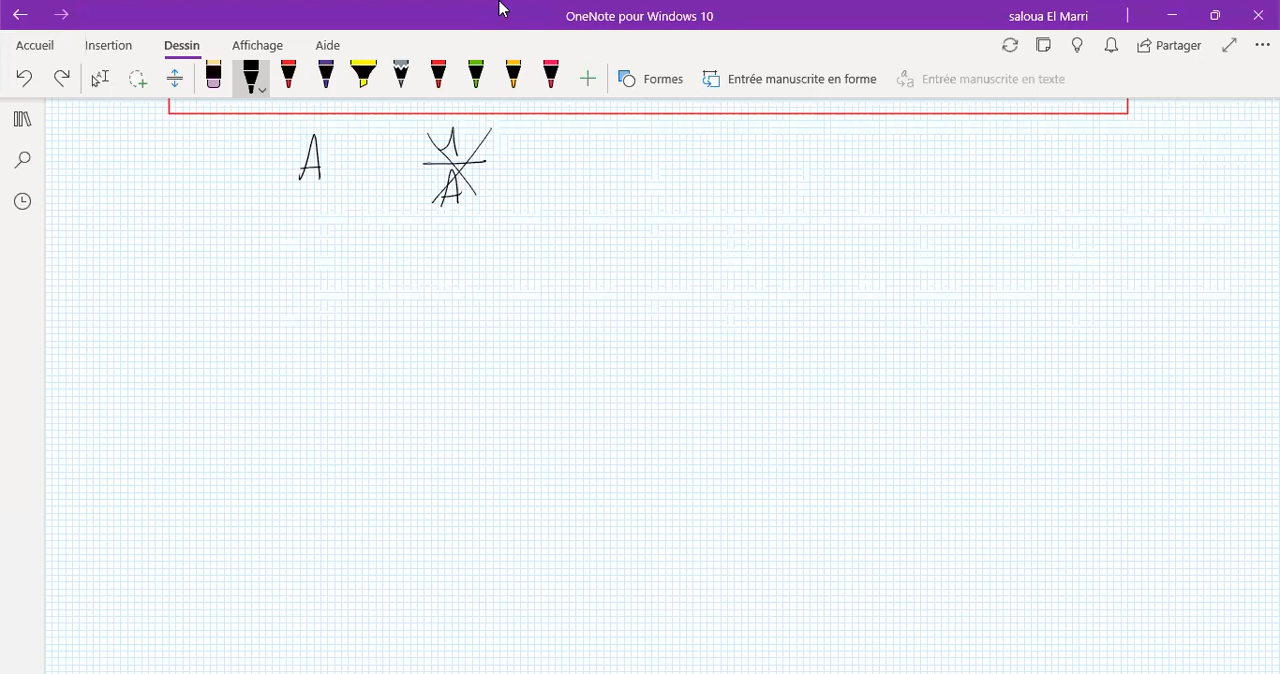 OneNote pour Windows 10
saloua El Marri
Accueil Insertion Dessin Affichage Aide
Partager
Formes
Entrée manuscrite en forme
Entrée manuscrite en texte
A
1
A